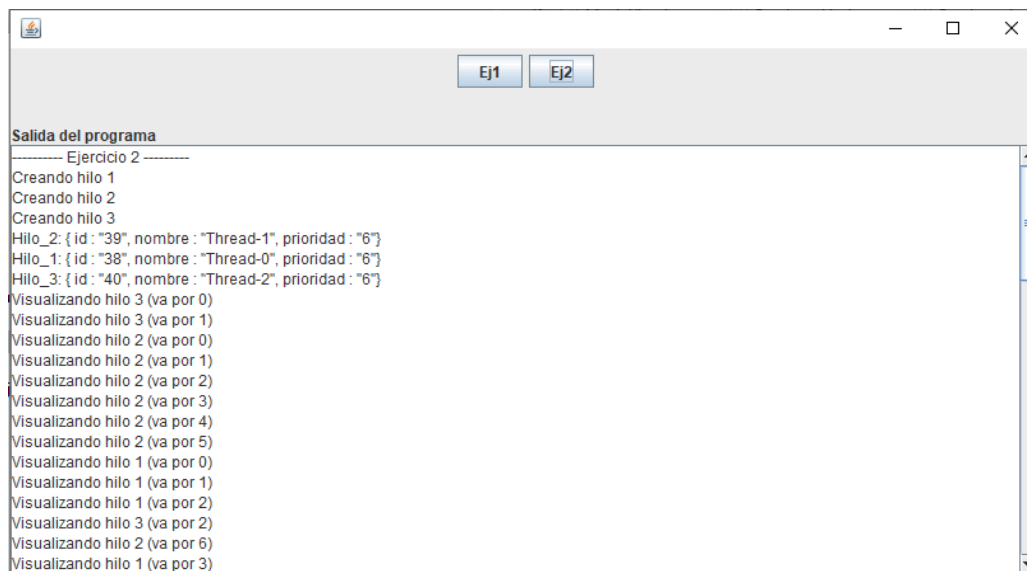 Ej1 Ej2
Salida del programa
---------- Ejercicio 2 ---------
Creando hilo 1
Creando hilo 2
Creando hilo 3
Hilo_2: { id : "39", nombre : "Thread-1", prioridad : "6"}
Hilo_1: { id : "38", nombre : "Thread-0", prioridad : "6"}
Hilo_3: { id : "40", nombre : "Thread-2", prioridad : "6"}
Visualizando hilo 3 (va por 0)
Visualizando hilo 3 (va por 1)
Visualizando hilo 2 (va por 0)
Visualizando hilo 2 (va por 1)
Visualizando hilo 2 (va por 2)
Visualizando hilo 2 (va por 3)
Visualizando hilo 2 (va por 4)
Visualizando hilo 2 (va por 5)
Visualizando hilo 1 (va por 0)
Visualizando hilo 1 (va por 1)
Visualizando hilo 1 (va por 2)
Visualizando hilo 3 (va por 2)
Visualizando hilo 2 (va por 6)
Visualizando hilo 1 (va por 3)